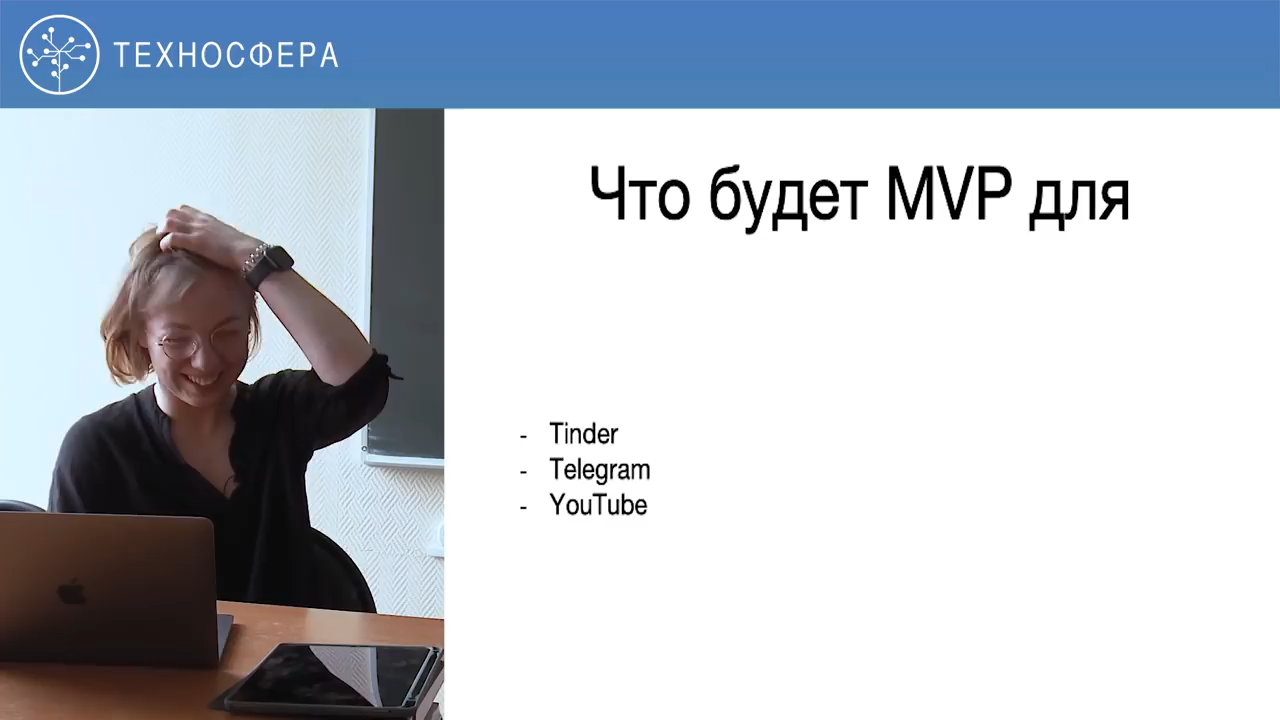 ТЕХНОСФЕРА
Что будет MVP для
- Tinder
- Telegram
- YouTube